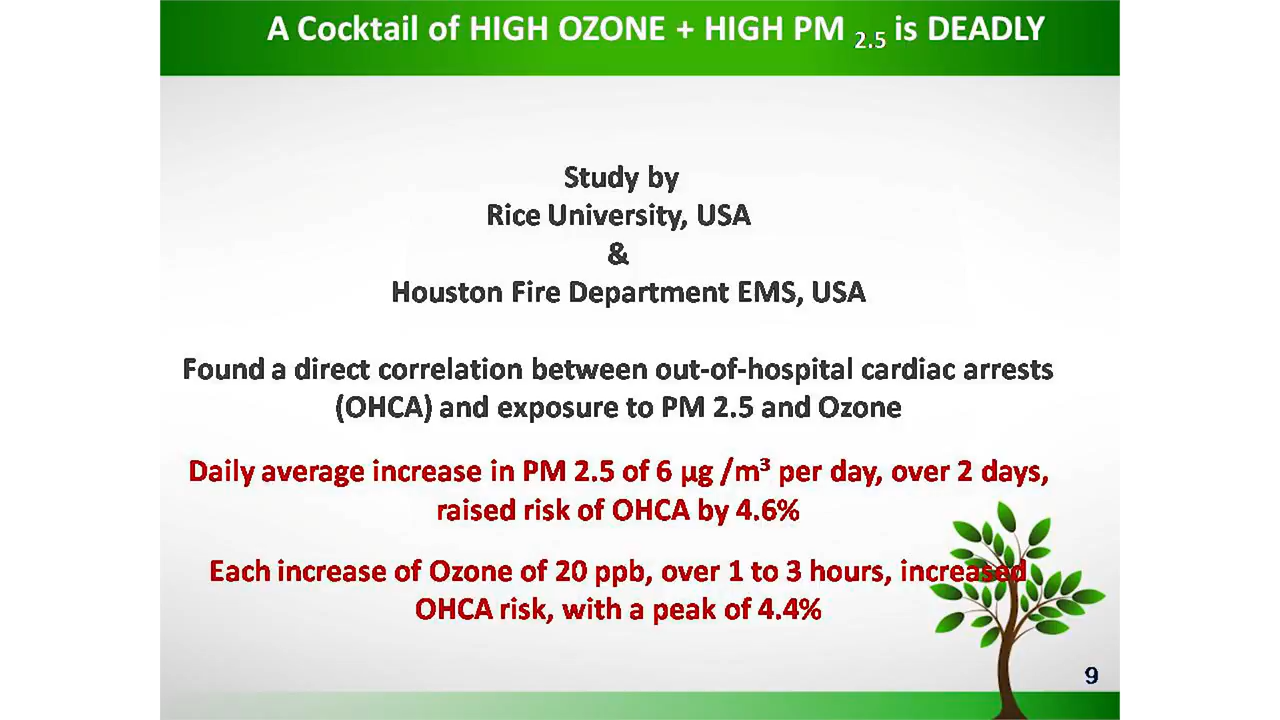 A Cocktail of HIGH OZONE + HIGH PM 2.5 is DEADLY
Study by
Rice University, USA
&
Houston Fire Department EMS, USA
Found a direct correlation between out-of-hospital cardiac arrests
(OHCA) and exposure to PM 2.5 and Ozone
Daily average increase in PM 2.5 of 6 µg /m³ per day, over 2 days,
raised risk of OHCA by 4.6%
Each increase of Ozone of 20 ppb, over 1 to 3 hours, increased
OHCA risk, with a peak of 4.4%
9